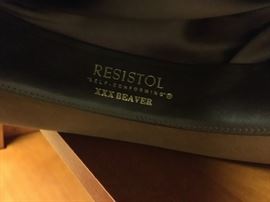 RESISTOL
"SELF-CONFORMING"®
XXX BEAVER